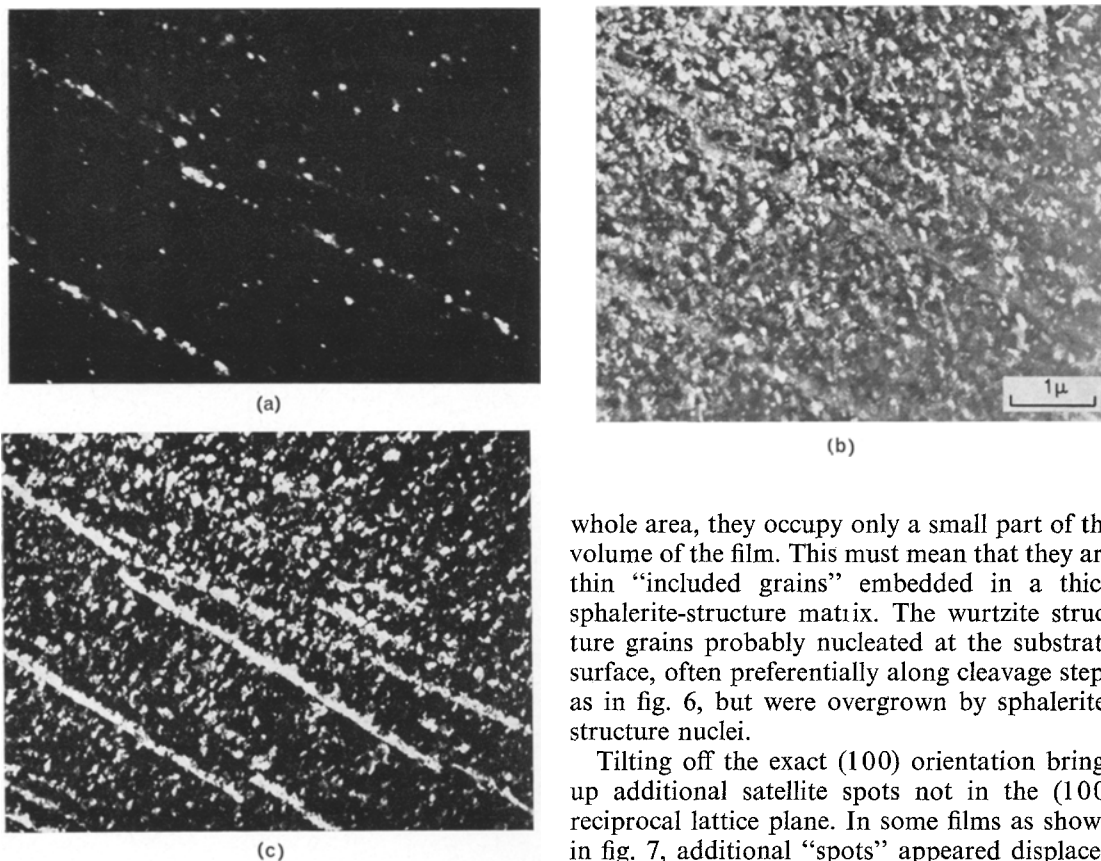 (a)
1μ
(b)
(c)
whole area, they occupy only a small part of th
volume of the film. This must mean that they ar
thin “included grains” embedded in a thic
sphalerite-structure matrix. The wurtzite struc
ture grains probably nucleated at the substrat
surface, often preferentially along cleavage step
as in fig. 6, but were overgrown by sphalerite
structure nuclei.
Tilting off the exact (100) orientation bring
up additional satellite spots not in the (100
reciprocal lattice plane. In some films as show
in fig. 7, additional “spots” appeared displace